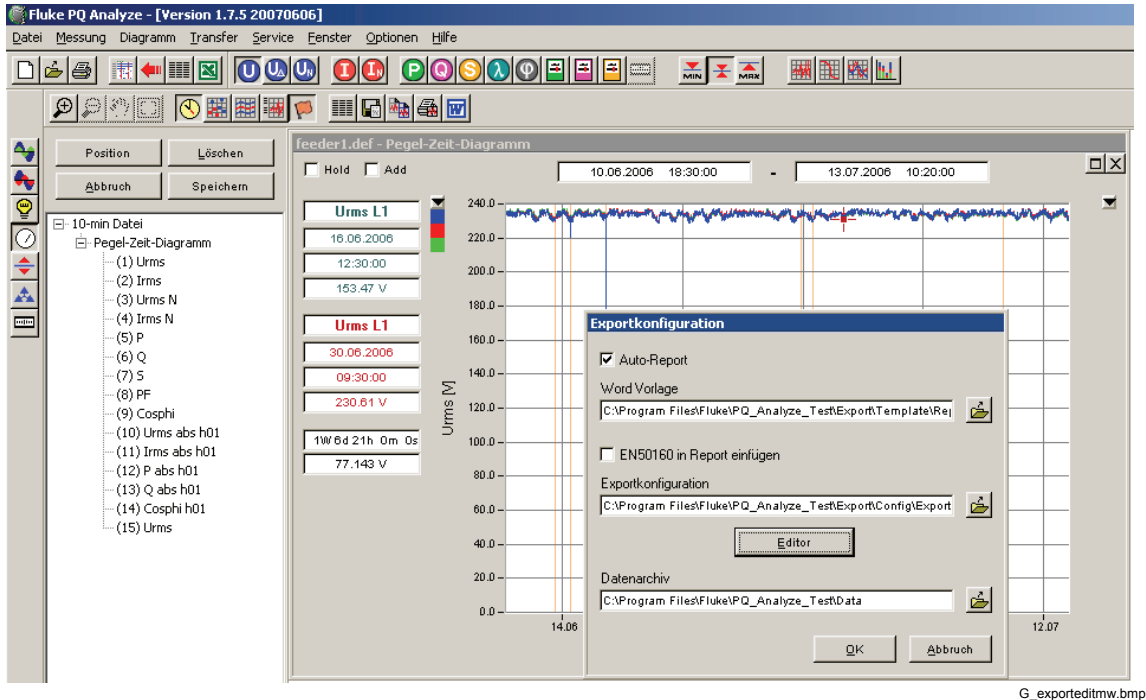 Fluke PQ Analyze - [Version 1.7.5 20070606]
Datei Messung Diagramm Transfer Service Fenster Optionen Hilfe
U UΔ UN I IN P Q S λ φ MIN MAX
W
Position Löschen
Abbruch Speichern
10-min Datei
Pegel-Zeit-Diagramm
(1) Urms
(2) Irms
(3) Urms N
(4) Irms N
(5) P
(6) Q
(7) S
(8) PF
(9) Cosphi
(10) Urms abs h01
(11) Irms abs h01
(12) P abs h01
(13) Q abs h01
(14) Cosphi h01
(15) Urms
feeder1.def - Pegel-Zeit-Diagramm
Hold Add
10.06.2006 18:30:00 - 13.07.2006 10:20:00
Urms L1
16.06.2006
12:30:00
153.47 V
Urms L1
30.06.2006
09:30:00
230.61 V
1W 6d 21h 0m 0s
77.143 V
Urms [V]
240.0
220.0
200.0
180.0
160.0
140.0
120.0
100.0
80.0
60.0
40.0
20.0
0.0
14.06
12.07
Exportkonfiguration
Auto-Report
Word Vorlage
C:\Program Files\Fluke\PQ_Analyze_Test\Export\Template\Rep
EN50160 in Report einfügen
Exportkonfiguration
C:\Program Files\Fluke\PQ_Analyze_Test\Export\Config\Export
Editor
Datenarchiv
C:\Program Files\Fluke\PQ_Analyze_Test\Data
OK Abbruch
G_exporteditmw.bmp